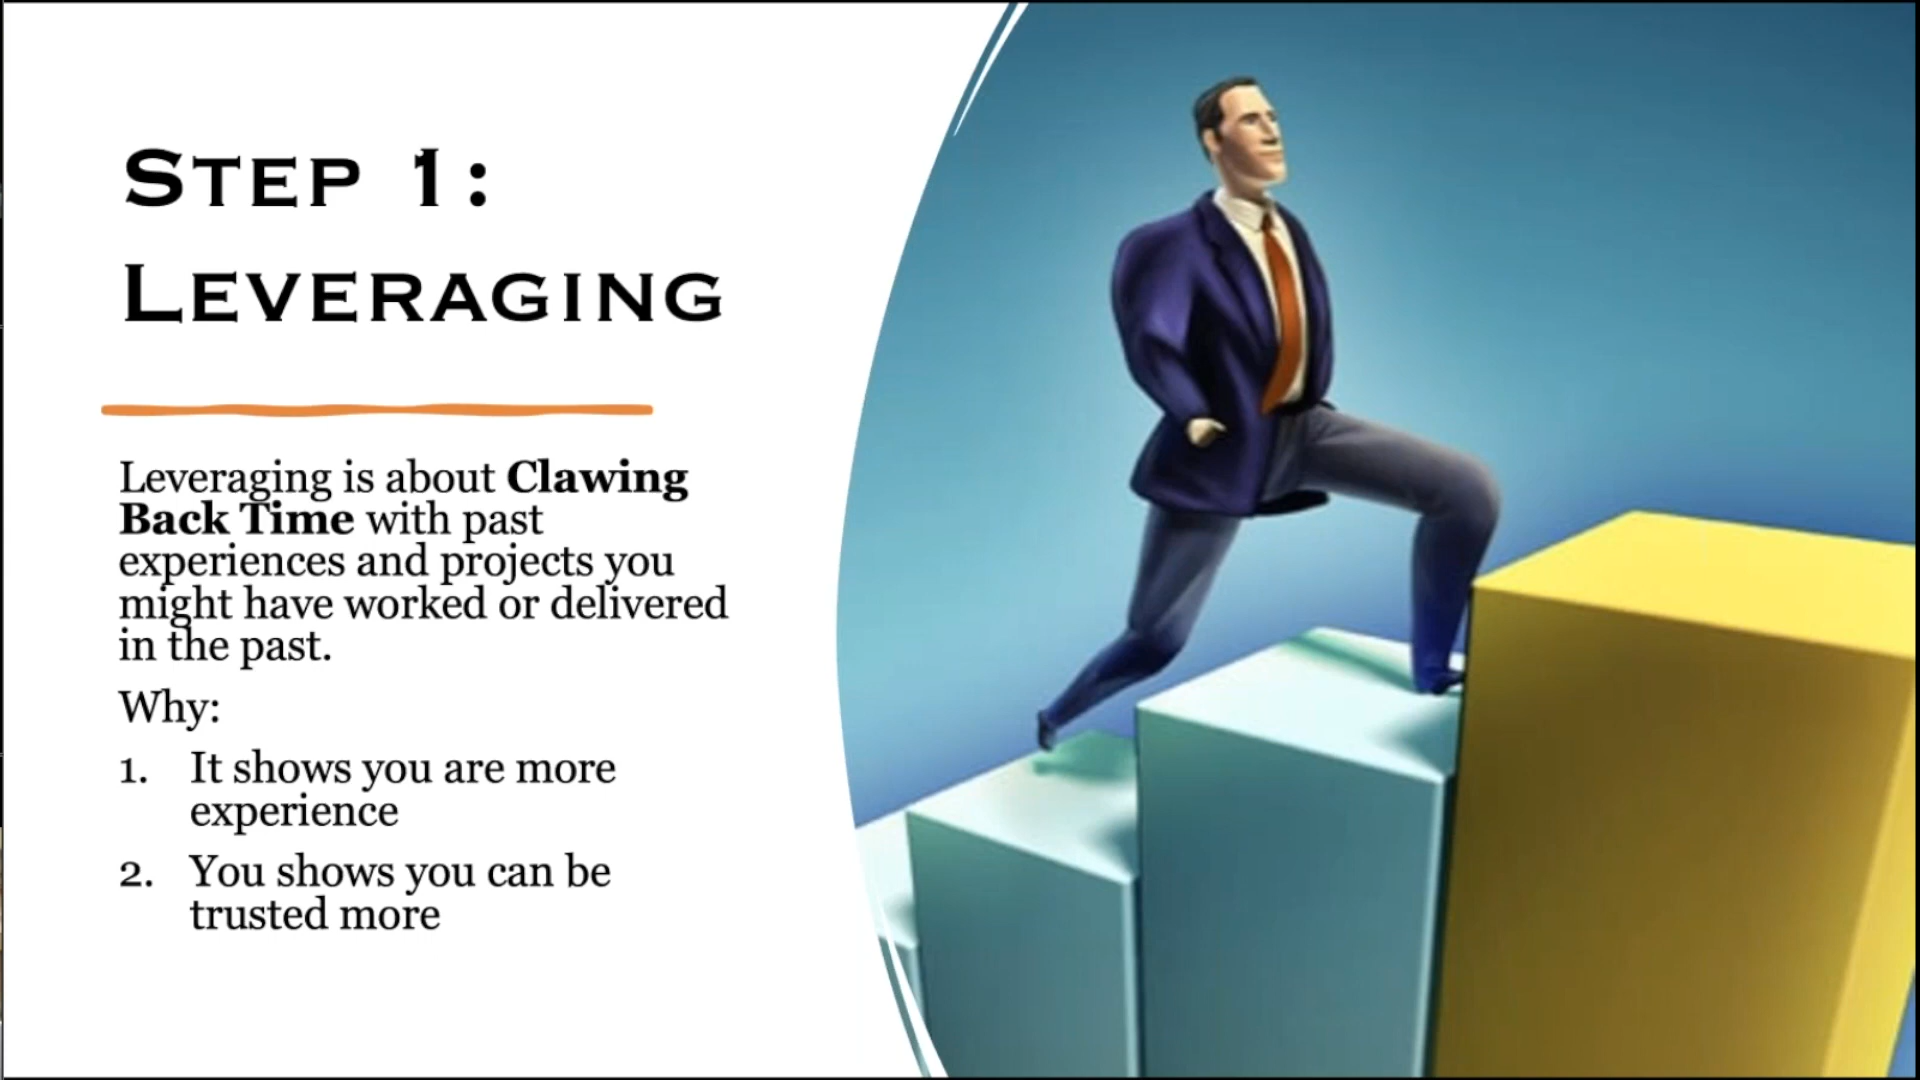 STEP 1:
LEVERAGING
Leveraging is about Clawing
Back Time with past
experiences and projects you
might have worked or delivered
in the past.
Why:
1. It shows you are more
experience
2. You shows you can be
trusted more